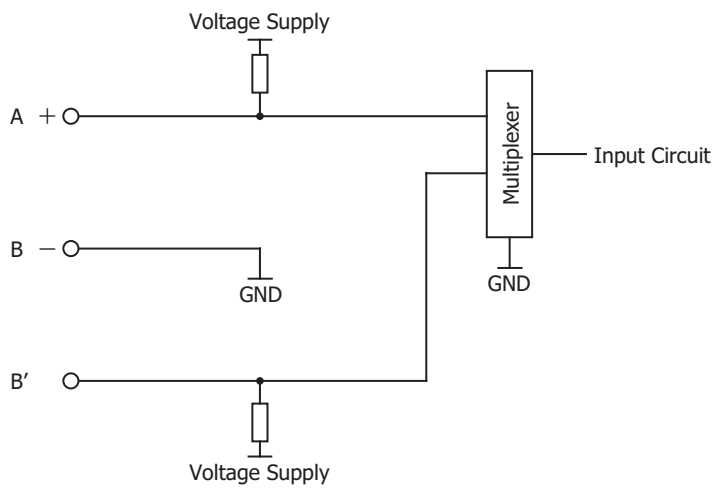 Voltage Supply
A +
Multiplexer
Input Circuit
B −
GND
GND
B′
Voltage Supply